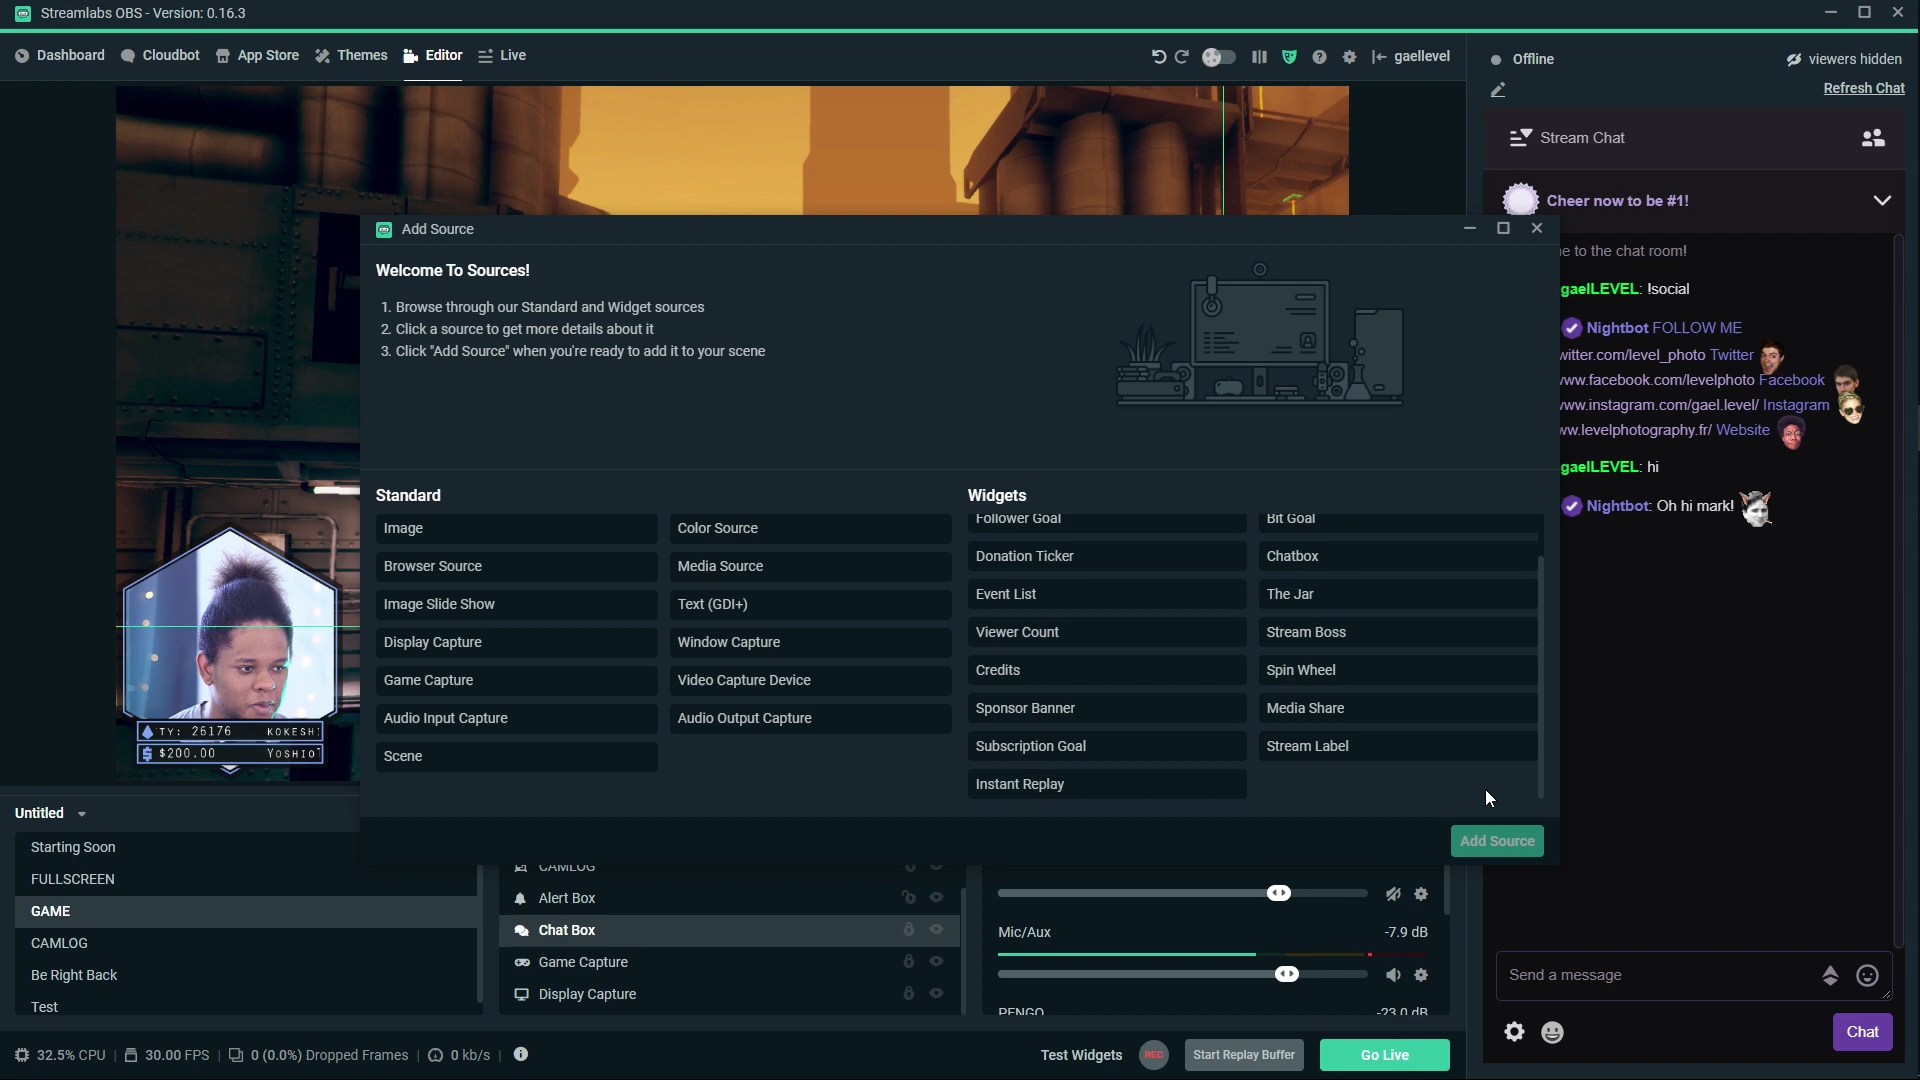 Streamlabs OBS - Version: 0.16.3
Dashboard
Cloudbot
App Store
Themes
Editor
Live
gaellevel
Offline
viewers hidden
Refresh Chat
Stream Chat
Cheer now to be #1!
Add Source
Welcome To Sources!
1. Browse through our Standard and Widget sources
2. Click a source to get more details about it
3. Click "Add Source" when you're ready to add it to your scene
Standard
Image
Color Source
Browser Source
Media Source
Image Slide Show
Text (GDI+)
Display Capture
Window Capture
Game Capture
Video Capture Device
Audio Input Capture
Audio Output Capture
Scene
Widgets
Follower Goal
Bit Goal
Donation Ticker
Chatbox
Event List
The Jar
Viewer Count
Stream Boss
Credits
Spin Wheel
Sponsor Banner
Media Share
Subscription Goal
Stream Label
Instant Replay
Add Source
to the chat room!
gaelLEVEL: !social
Nightbot FOLLOW ME
witter.com/level_photo Twitter
www.facebook.com/levelphoto Facebook
www.instagram.com/gael.level/ Instagram
ww.levelphotography.fr/ Website
gaelLEVEL: hi
Nightbot: Oh hi mark!
TY: 26176 KOKESH
$200.00 YOSHIO
Untitled
Starting Soon
FULLSCREEN
GAME
CAMLOG
Be Right Back
Test
CAMLOG
Alert Box
Chat Box
Game Capture
Display Capture
Mic/Aux
-7.9 dB
PENGO
-23.0 dB
Send a message
Chat
32.5% CPU
30.00 FPS
0 (0.0%) Dropped Frames
0 kb/s
Test Widgets
REC
Start Replay Buffer
Go Live